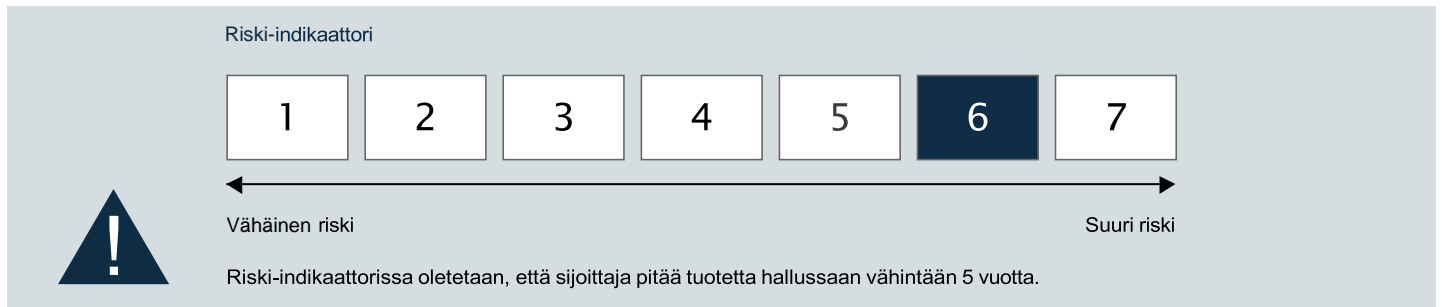 Riski-indikaattori
1 2 3 4 5 6 7
Vähäinen riski Suuri riski
!
Riski-indikaattorissa oletetaan, että sijoittaja pitää tuotetta hallussaan vähintään 5 vuotta.